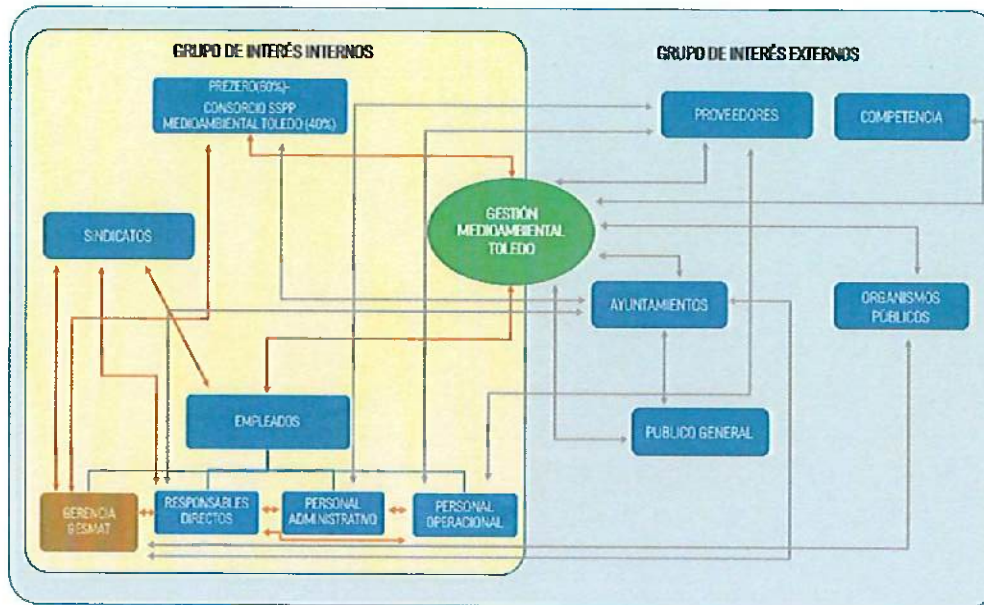 GRUPO DE INTERÉS INTERNOS
GRUPO DE INTERÉS EXTERNOS
PREZERO(60%)-
CONSORCIO SSPP
MEDIOAMBIENTAL TOLEDO (40%)
PROVEEDORES
COMPETENCIA
SINDICATOS
GESTIÓN
MEDIOAMBIENTAL
TOLEDO
AYUNTAMIENTOS
ORGANISMOS
PÚBLICOS
EMPLEADOS
PUBLICO GENERAL
GERENCIA
GESMAT
RESPONSABLES
DIRECTOS
PERSONAL
ADMINISTRATIVO
PERSONAL
OPERACIONAL